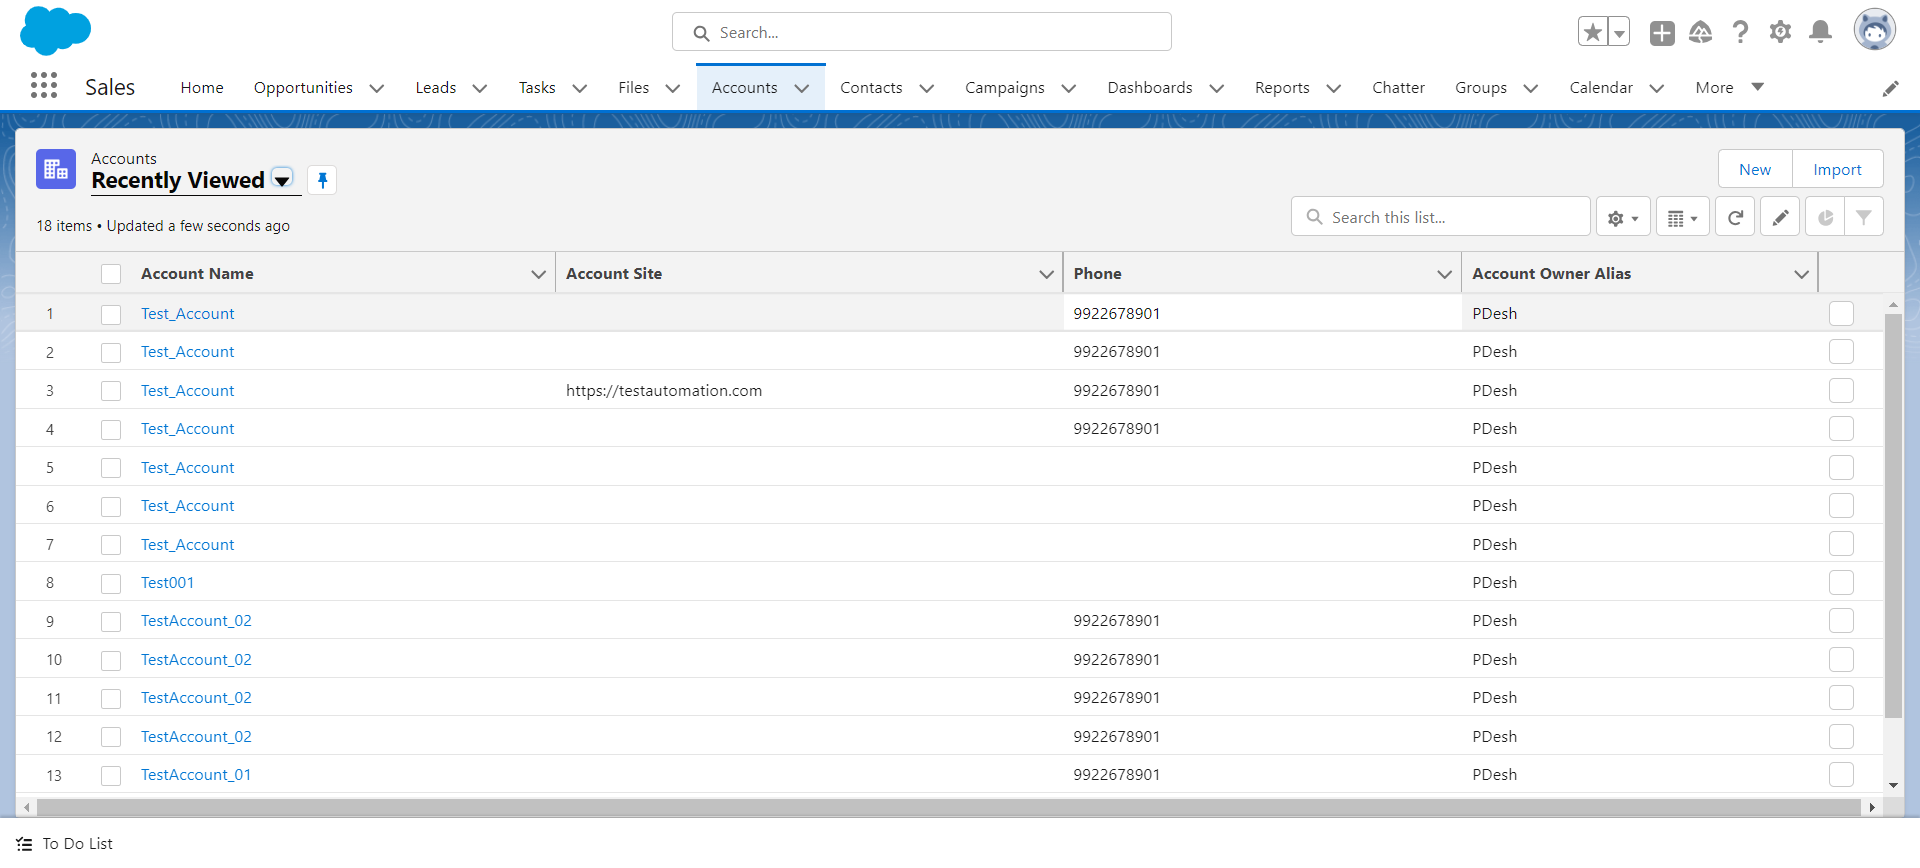 Search...
Sales Home Opportunities Leads Tasks Files Accounts Contacts Campaigns Dashboards Reports Chatter Groups Calendar More
Accounts
Recently Viewed
New Import
18 items • Updated a few seconds ago
Search this list...
Account Name Account Site Phone Account Owner Alias
1 Test_Account 9922678901 PDesh
2 Test_Account 9922678901 PDesh
3 Test_Account https://testautomation.com 9922678901 PDesh
4 Test_Account 9922678901 PDesh
5 Test_Account PDesh
6 Test_Account PDesh
7 Test_Account PDesh
8 Test001 PDesh
9 TestAccount_02 9922678901 PDesh
10 TestAccount_02 9922678901 PDesh
11 TestAccount_02 9922678901 PDesh
12 TestAccount_02 9922678901 PDesh
13 TestAccount_01 9922678901 PDesh
To Do List